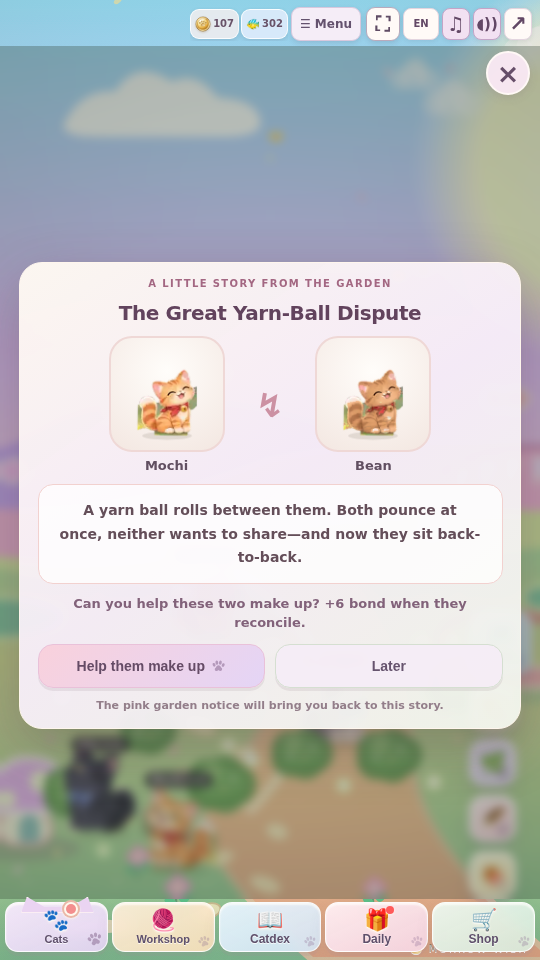 107
302
☰ Menu
EN
A LITTLE STORY FROM THE GARDEN
The Great Yarn-Ball Dispute
Mochi
Bean
A yarn ball rolls between them. Both pounce at
once, neither wants to share—and now they sit back-
to-back.
Can you help these two make up? +6 bond when they
reconcile.
Help them make up
Later
The pink garden notice will bring you back to this story.
Cats
Workshop
Catdex
Daily
Shop